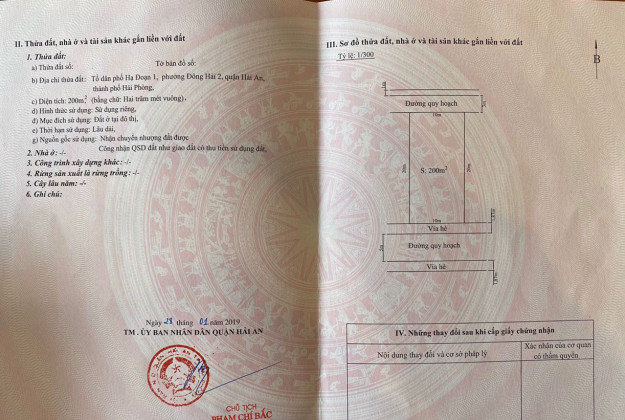 II. Thửa đất, nhà ở và tài sản khác gắn liền với đất
1. Thửa đất:
a) Thửa đất số: Tờ bản đồ số:
b) Địa chỉ thửa đất: Tổ dân phố Hạ Đoạn 1, phường Đông Hải 2, quận Hải An,
thành phố Hải Phòng,
c) Diện tích: 200m² (bằng chữ: Hai trăm mét vuông),
d) Hình thức sử dụng: Sử dụng riêng,
đ) Mục đích sử dụng: Đất ở tại đô thị,
e) Thời hạn sử dụng: Lâu dài,
g) Nguồn gốc sử dụng: Nhận chuyển nhượng đất được
Công nhận QSD đất như giao đất có thu tiền sử dụng đất,
2. Nhà ở: -/-
3. Công trình xây dựng khác: -/-
4. Rừng sản xuất là rừng trồng: -/-
5. Cây lâu năm: -/-
6. Ghi chú:
Ngày 28 tháng 01 năm 2019
TM . ỦY BAN NHÂN DÂN QUẬN HẢI AN
CHỦ TỊCH
PHẠM CHÍ BẮC
III. Sơ đồ thửa đất, nhà ở và tài sản khác gắn liền với đất
Tỷ lệ: 1/300
B
Đường quy hoạch
10m
20m
S: 200m²
20m
10m
Vỉa hè
Đường quy hoạch
Vỉa hè
IV. Những thay đổi sau khi cấp giấy chứng nhận
Nội dung thay đổi và cơ sở pháp lý
Xác nhận của cơ quan
có thẩm quyền